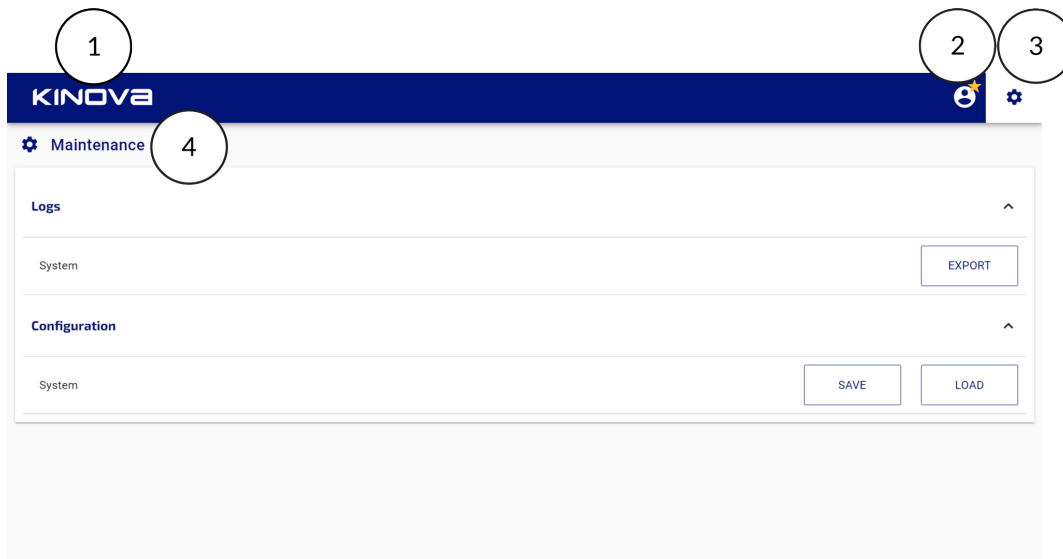 1
2
3
KINOVA
Maintenance
4
Logs
System
EXPORT
Configuration
System
SAVE
LOAD